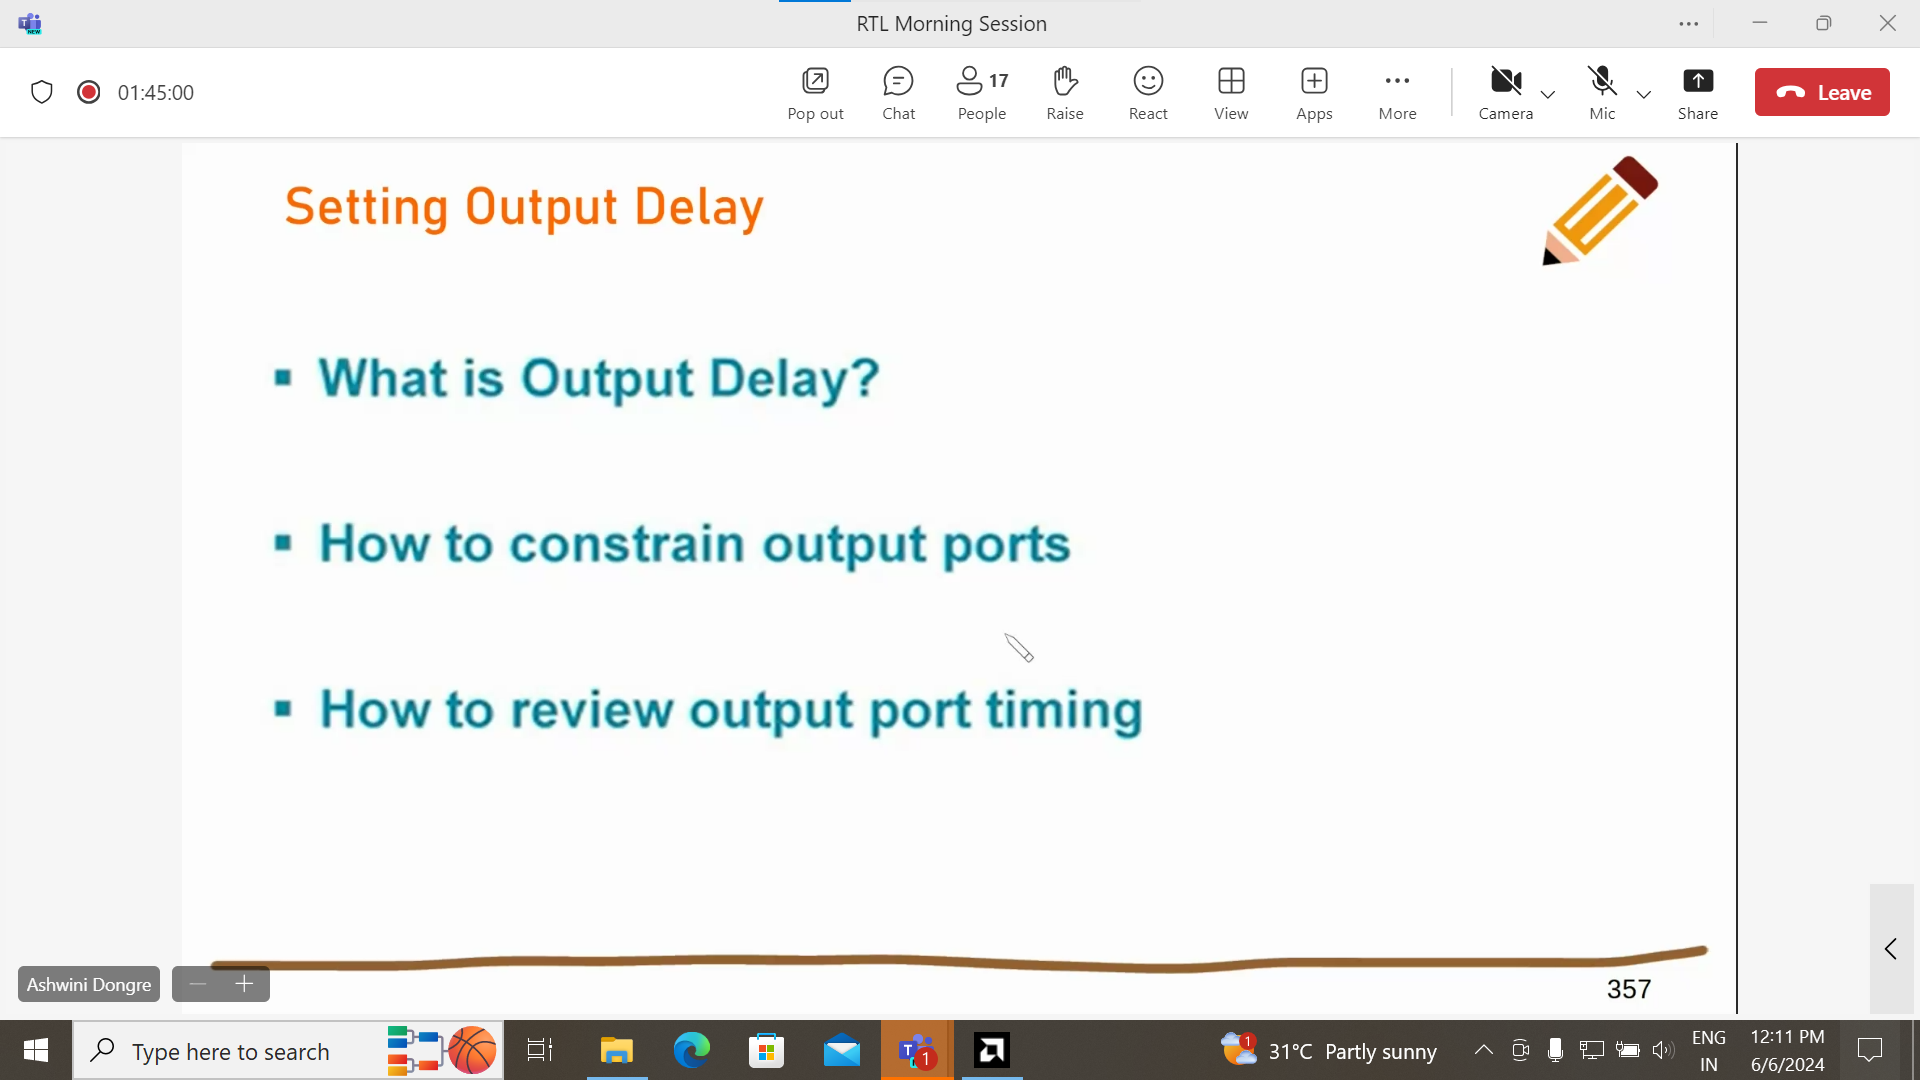 RTL Morning Session
01:45:00
Pop out
Chat
17
People
Raise
React
View
Apps
More
Camera
Mic
Share
Leave
Setting Output Delay
▪ What is Output Delay?
▪ How to constrain output ports
▪ How to review output port timing
Ashwini Dongre
357
Type here to search
1
1
31°C Partly sunny
ENG
IN
12:11 PM
6/6/2024